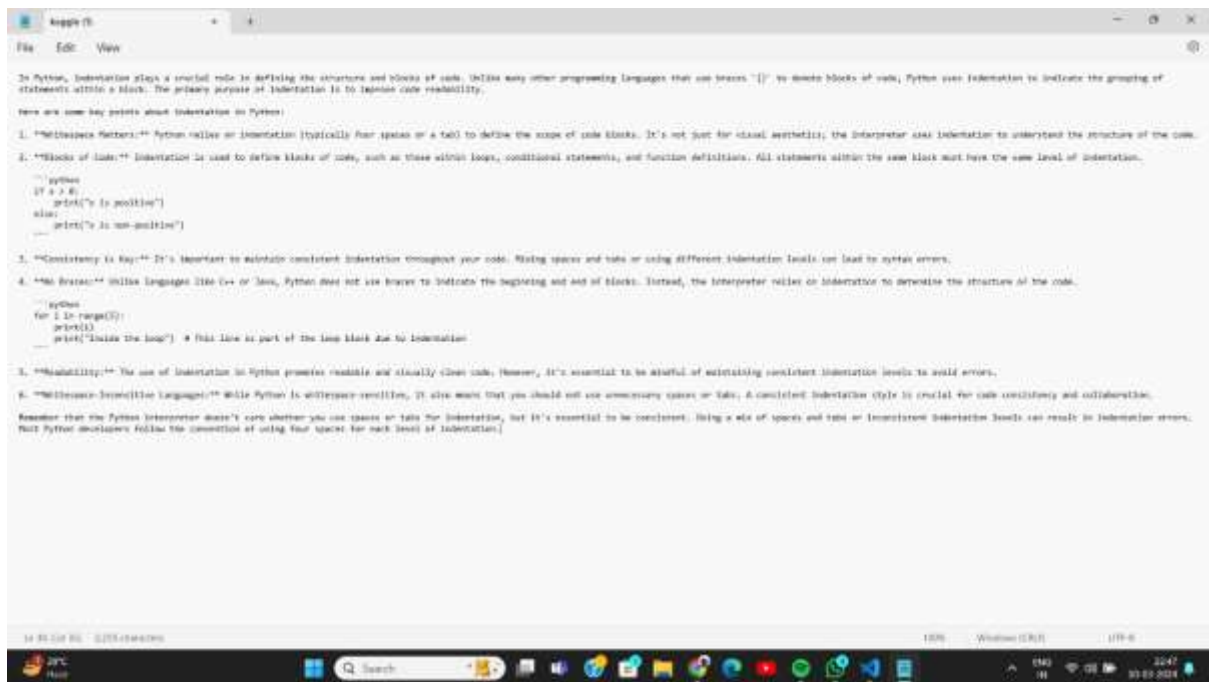 kaggle (1)
File Edit View
In Python, indentation plays a crucial role in defining the structure and blocks of code. Unlike many other programming languages that use braces `{}` to denote blocks of code, Python uses indentation to indicate the grouping of
statements within a block. The primary purpose of indentation is to improve code readability.
Here are some key points about indentation in Python:
1. **Whitespace Matters:** Python relies on indentation (typically four spaces or a tab) to define the scope of code blocks. It's not just for visual aesthetics; the interpreter uses indentation to understand the structure of the code.
2. **Blocks of Code:** Indentation is used to define blocks of code, such as those within loops, conditional statements, and function definitions. All statements within the same block must have the same level of indentation.
```python
if x > 0:
print("x is positive")
else:
print("x is non-positive")
```
3. **Consistency is Key:** It's important to maintain consistent indentation throughout your code. Mixing spaces and tabs or using different indentation levels can lead to syntax errors.
4. **No Braces:** Unlike languages like C++ or Java, Python does not use braces to indicate the beginning and end of blocks. Instead, the interpreter relies on indentation to determine the structure of the code.
```python
for i in range(5):
print(i)
print("Inside the loop") # This line is part of the loop block due to indentation
```
5. **Readability:** The use of indentation in Python promotes readable and visually clean code. However, it's essential to be mindful of maintaining consistent indentation levels to avoid errors.
6. **Whitespace-Insensitive Languages:** While Python is whitespace-sensitive, it also means that you should not use unnecessary spaces or tabs. A consistent indentation style is crucial for code consistency and collaboration.
Remember that the Python interpreter doesn't care whether you use spaces or tabs for indentation, but it's essential to be consistent. Using a mix of spaces and tabs or inconsistent indentation levels can result in indentation errors.
Most Python developers follow the convention of using four spaces for each level of indentation.
characters 100% Windows (CRLF) UTF-8
Search
ENG
IN
22:47